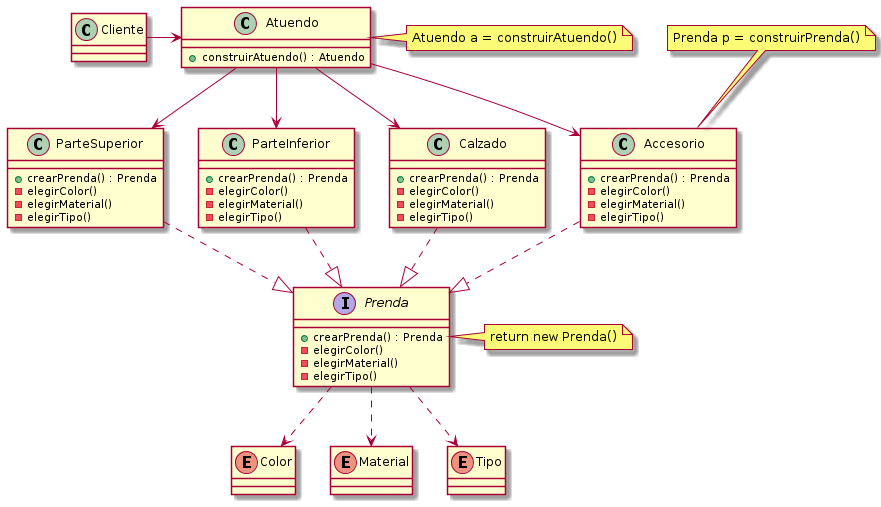 C Cliente
C Atuendo
construirAtuendo() : Atuendo
Atuendo a = construirAtuendo()
Prenda p = construirPrenda()
C ParteSuperior
crearPrenda() : Prenda
elegirColor()
elegirMaterial()
elegirTipo()
C ParteInferior
crearPrenda() : Prenda
elegirColor()
elegirMaterial()
elegirTipo()
C Calzado
crearPrenda() : Prenda
elegirColor()
elegirMaterial()
elegirTipo()
C Accesorio
crearPrenda() : Prenda
elegirColor()
elegirMaterial()
elegirTipo()
I Prenda
crearPrenda() : Prenda
elegirColor()
elegirMaterial()
elegirTipo()
return new Prenda()
E Color
E Material
E Tipo